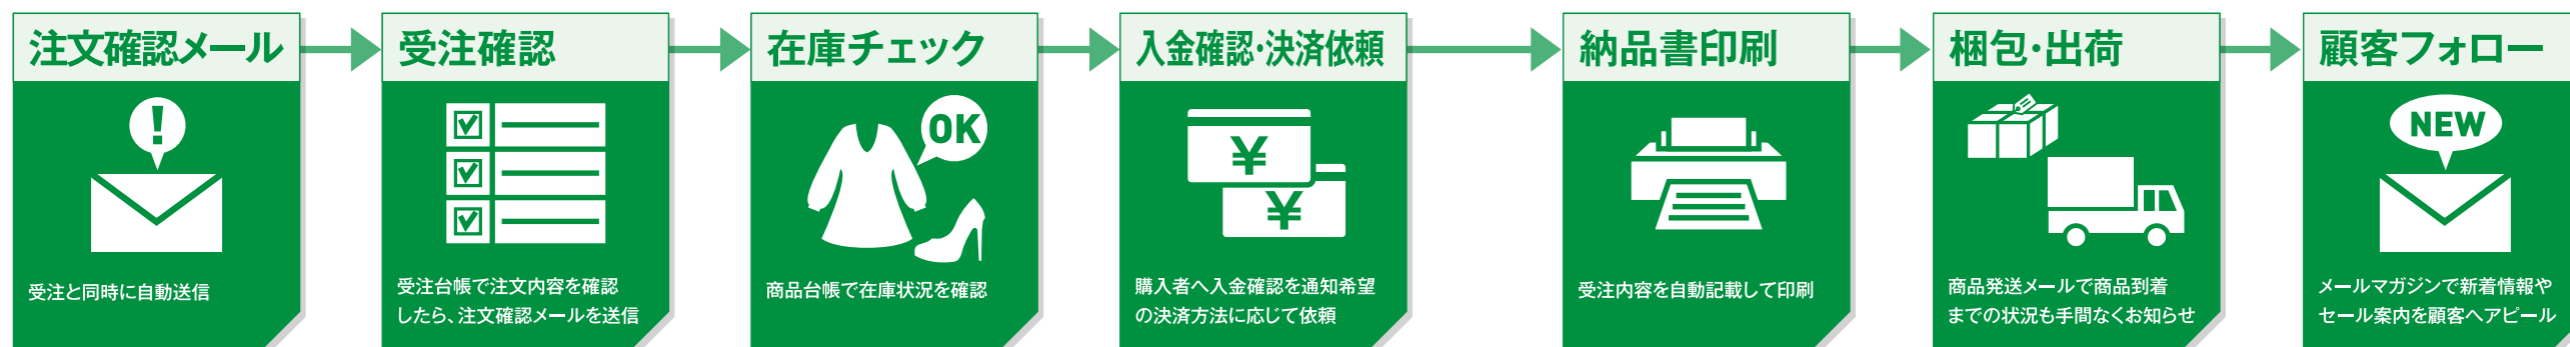 注文確認メール
!
受注と同時に自動送信
受注確認
受注台帳で注文内容を確認
したら、注文確認メールを送信
在庫チェック
OK
商品台帳で在庫状況を確認
入金確認・決済依頼
¥
¥
購入者へ入金確認を通知希望
の決済方法に応じて依頼
納品書印刷
受注内容を自動記載して印刷
梱包・出荷
商品発送メールで商品到着
までの状況も手間なくお知らせ
顧客フォロー
NEW
メールマガジンで新着情報や
セール案内を顧客へアピール